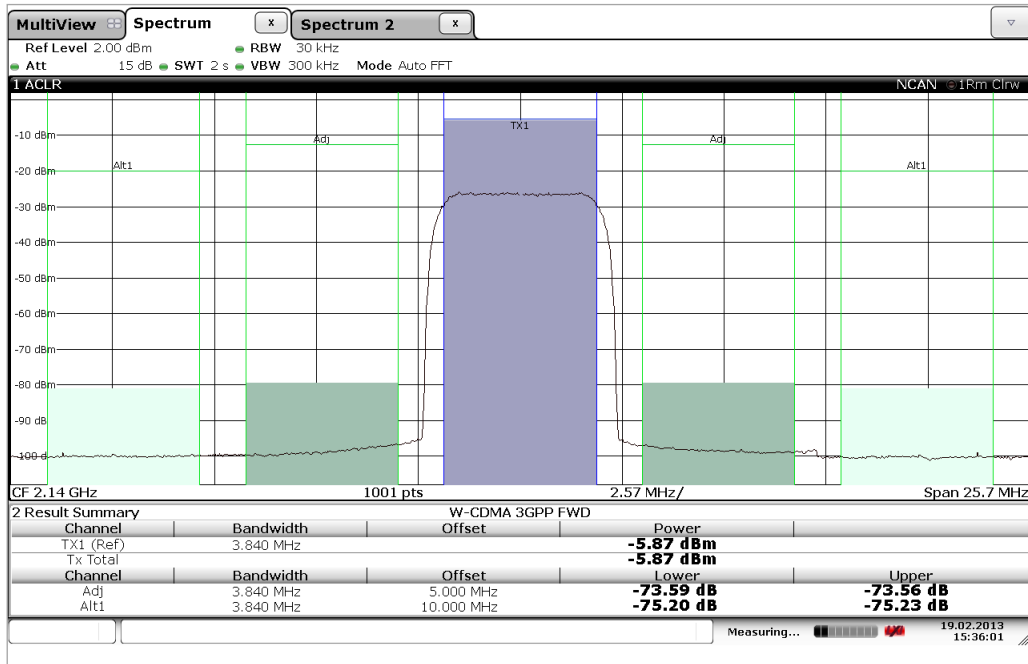 MultiView Spectrum x Spectrum 2 x
Ref Level 2.00 dBm RBW 30 kHz
Att 15 dB SWT 2 s VBW 300 kHz Mode Auto FFT
1 ACLR NCAN 1Rm Clrw
TX1
-10 dBm
Adj Adj
Alt1 Alt1
-20 dBm
-30 dBm
-40 dBm
-50 dBm
-60 dBm
-70 dBm
-80 dBm
-90 dB
-100 d
CF 2.14 GHz 1001 pts 2.57 MHz/ Span 25.7 MHz
2 Result Summary W-CDMA 3GPP FWD
Channel Bandwidth Offset Power
TX1 (Ref) 3.840 MHz -5.87 dBm
Tx Total -5.87 dBm
Channel Bandwidth Offset Lower Upper
Adj 3.840 MHz 5.000 MHz -73.59 dB -73.56 dB
Alt1 3.840 MHz 10.000 MHz -75.20 dB -75.23 dB
Measuring... 19.02.2013
15:36:01